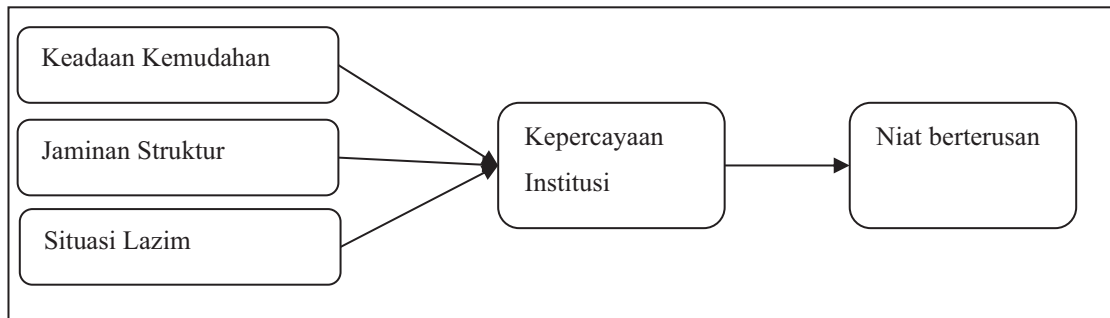 Keadaan Kemudahan
Jaminan Struktur
Situasi Lazim
Kepercayaan
Institusi
Niat berterusan